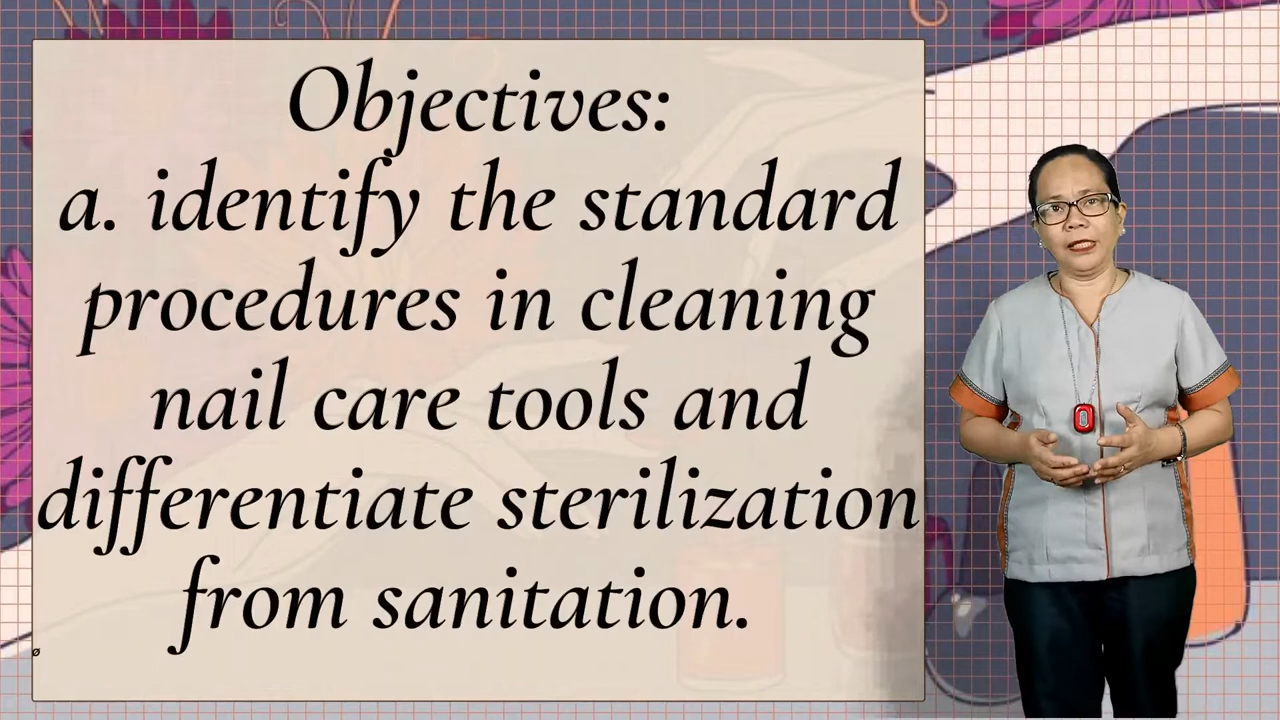 Objectives:
a. identify the standard
procedures in cleaning
nail care tools and
differentiate sterilization
from sanitation.
ø